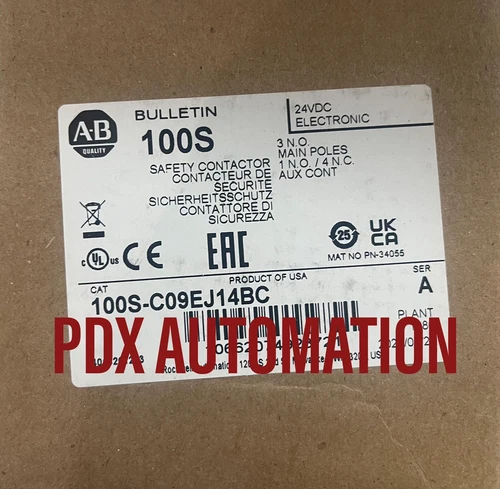 A-B
QUALITY
BULLETIN
100S
24VDC
ELECTRONIC
SAFETY CONTACTOR
CONTACTEUR DE
SECURITE
SICHERHEITSSCHUTZ
CONTATTORE DI
SICUREZZA
3 N.O.
MAIN POLES
1 N.O. / 4 N.C.
AUX CONT
c UL us CE EAC
25
UK
CA
MAT NO PN-34055
CAT
PRODUCT OF USA
SER
100S-C09EJ14BC
A
PLANT
PDX AUTOMATION